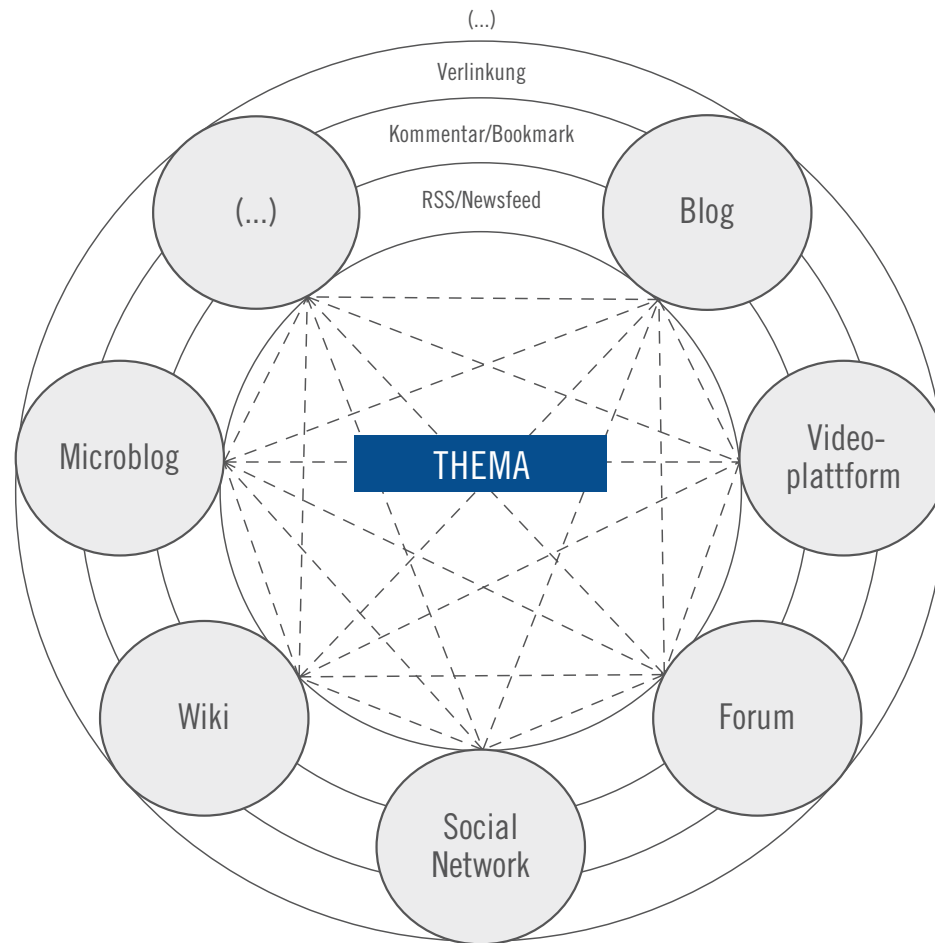 (...)
Verlinkung
Kommentar/Bookmark
RSS/Newsfeed
(...)
Blog
Microblog
THEMA
Video-
plattform
Wiki
Forum
Social
Network